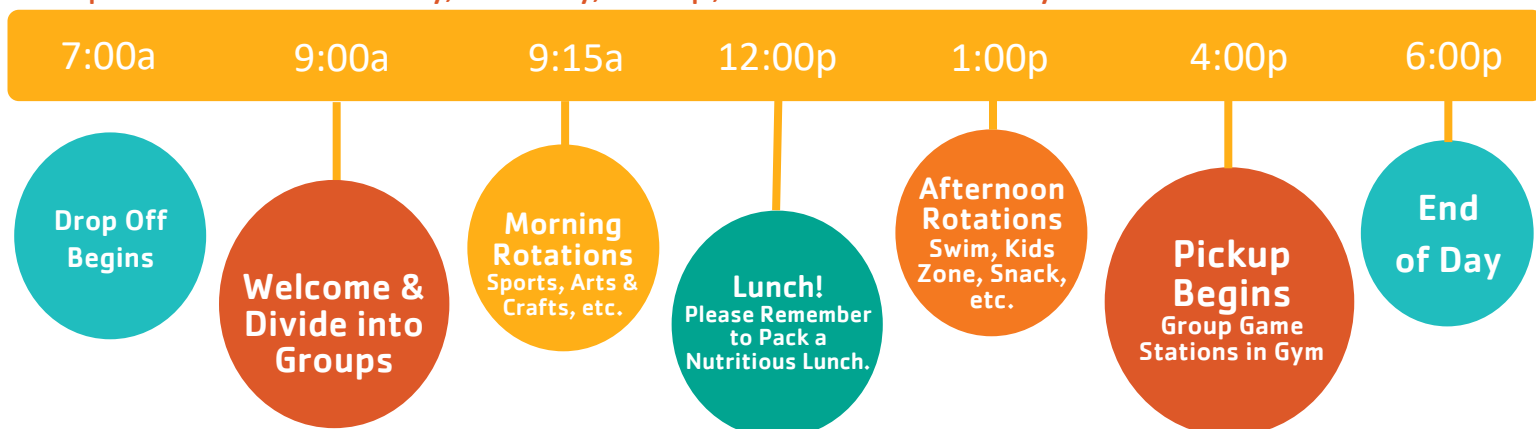 7:00a 9:00a 9:15a 12:00p 1:00p 4:00p 6:00p
Drop Off
Begins
Welcome &
Divide into
Groups
Morning
Rotations
Sports, Arts &
Crafts, etc.
Lunch!
Please Remember
to Pack a
Nutritious Lunch.
Afternoon
Rotations
Swim, Kids
Zone, Snack,
etc.
Pickup
Begins
Group Game
Stations in Gym
End
of Day